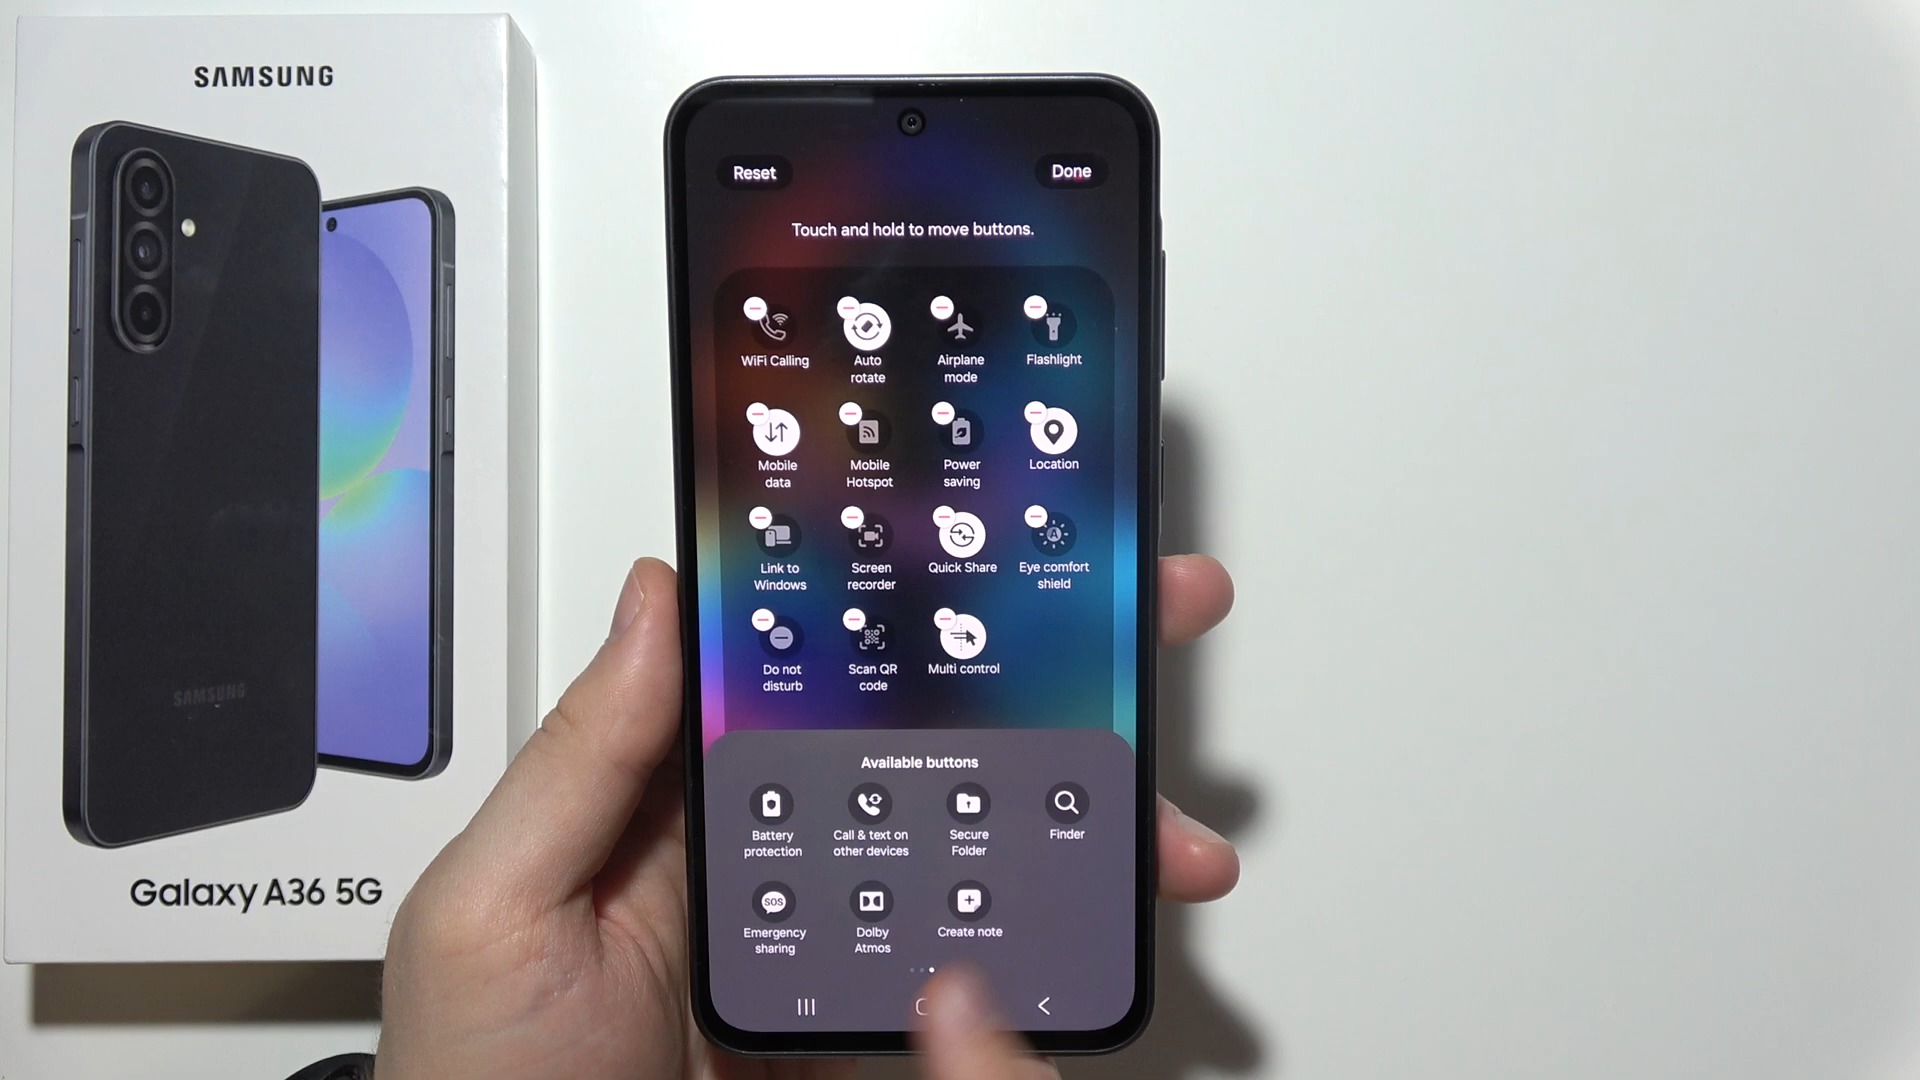 SAMSUNG
SAMSUNG
Galaxy A36 5G
Reset
Done
Touch and hold to move buttons.
WiFi Calling
Auto
rotate
Airplane
mode
Flashlight
Mobile
data
Mobile
Hotspot
Power
saving
Location
Link to
Windows
Screen
recorder
Quick Share
Eye comfort
shield
A
Do not
disturb
Scan QR
code
Multi control
Available buttons
Battery
protection
Call & text on
other devices
Secure
Folder
Finder
SOS
Emergency
sharing
Dolby
Atmos
Create note